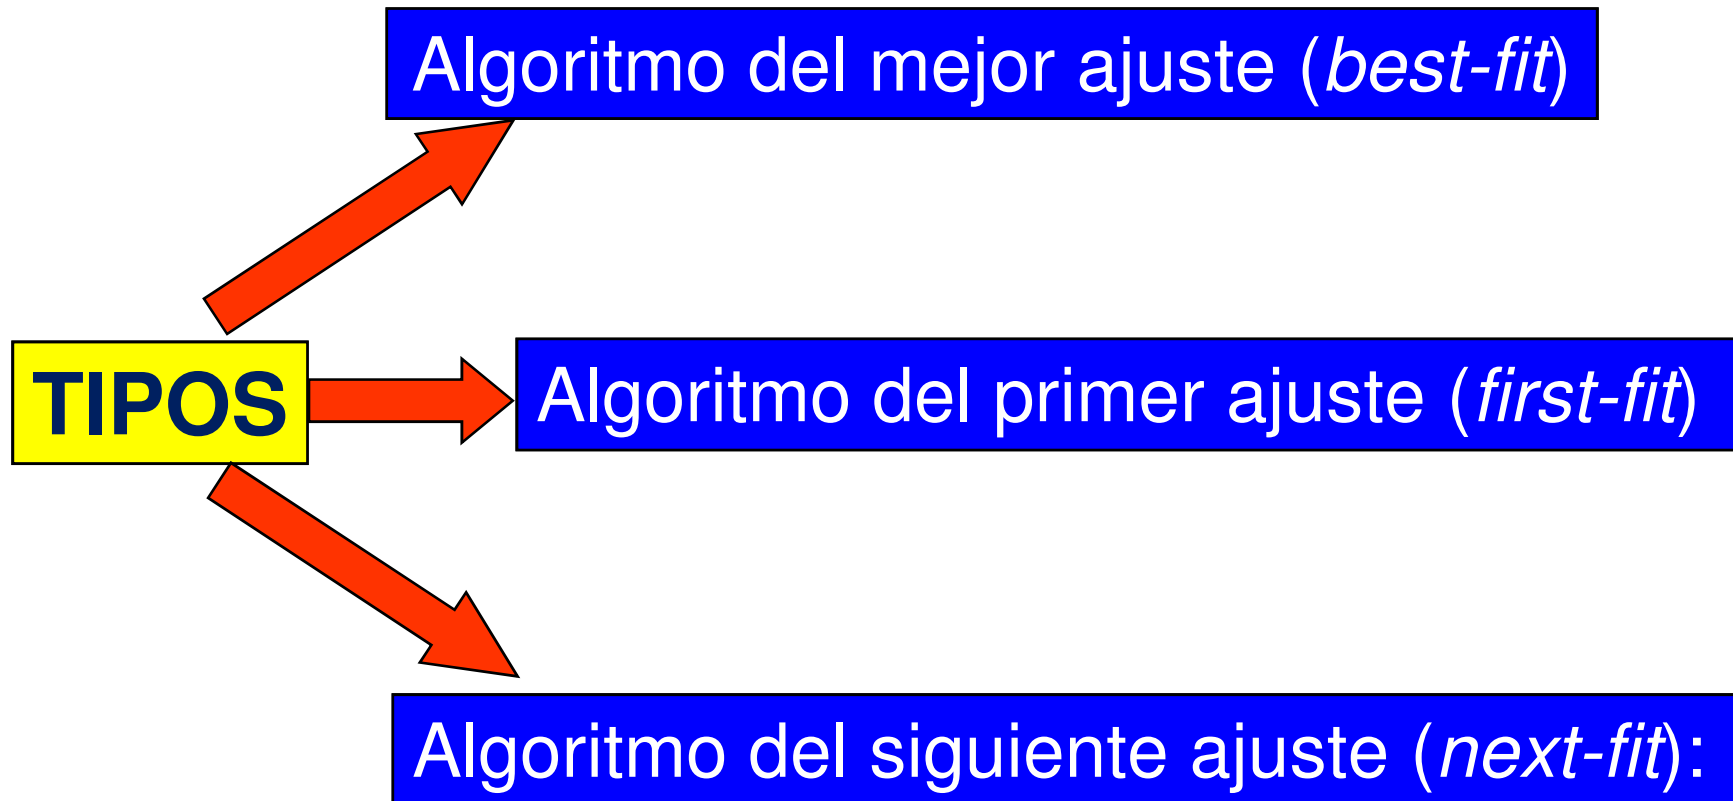 Algoritmo del mejor ajuste (best-fit)
TIPOS
Algoritmo del primer ajuste (first-fit)
Algoritmo del siguiente ajuste (next-fit):